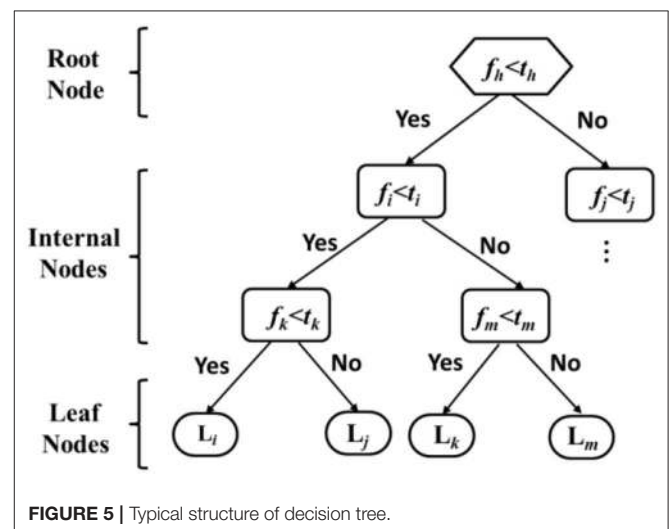 Root
Node
f_h<t_h
Yes
No
Internal
Nodes
f_i<t_i
f_j<t_j
Yes
No
⋮
f_k<t_k
f_m<t_m
Yes
No
Yes
No
Leaf
Nodes
L_i
L_j
L_k
L_m
FIGURE 5 | Typical structure of decision tree.